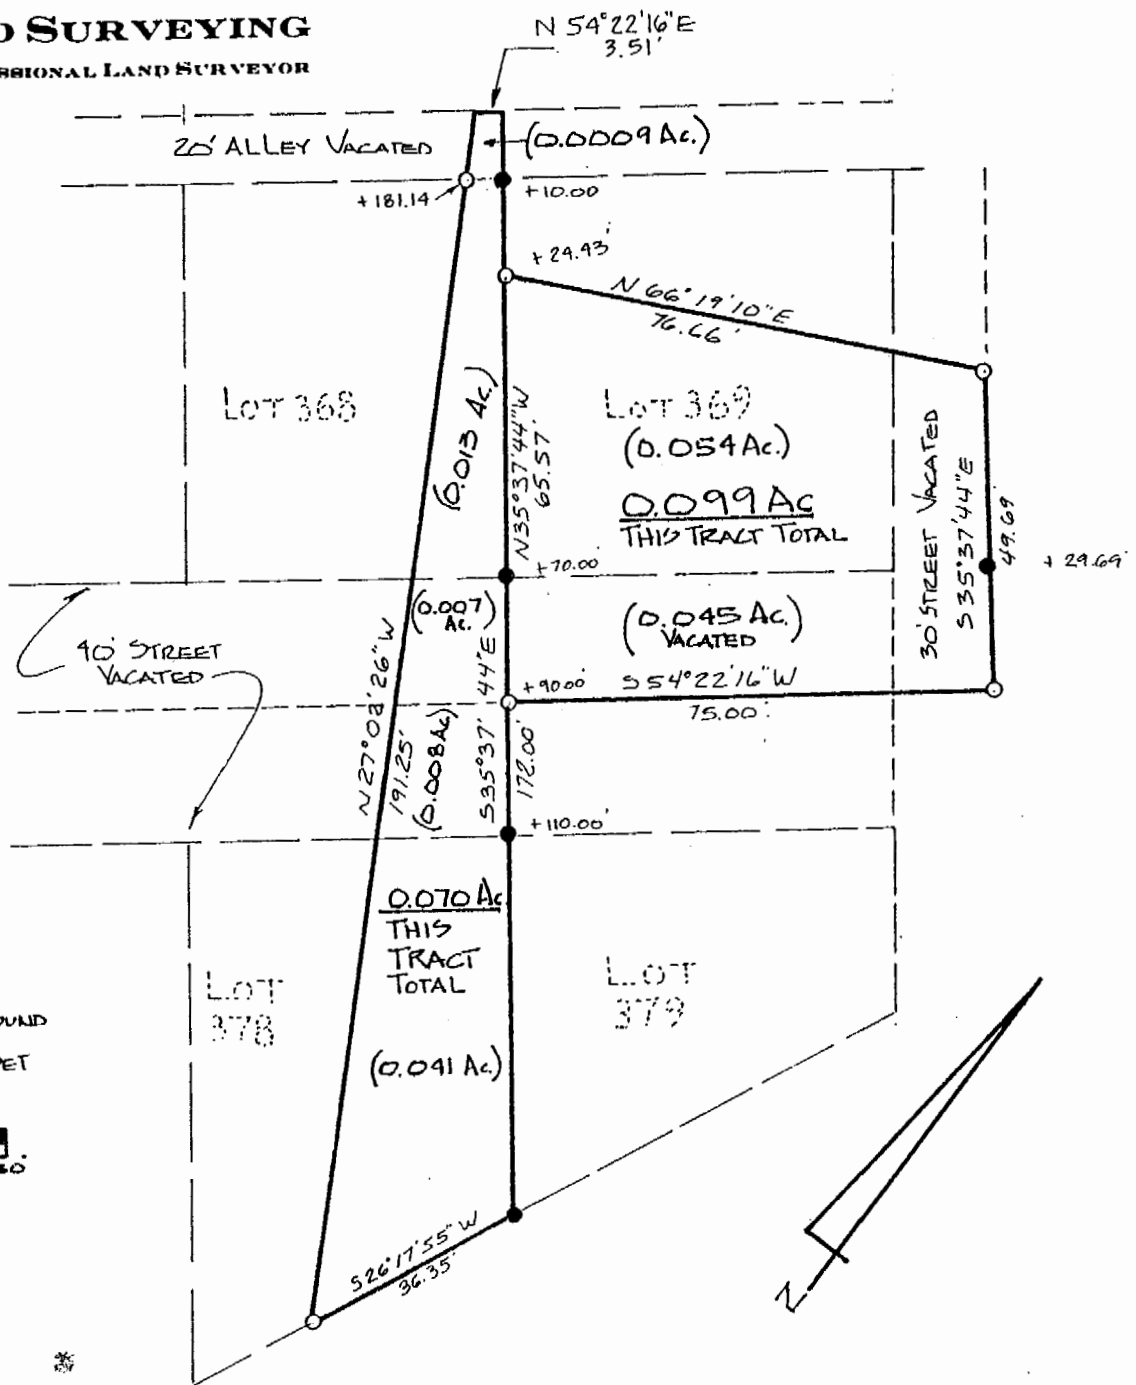 SURVEYING
LAND SURVEYOR
N 54°22'16"E
3.51'
20' ALLEY VACATED
(0.0009 Ac.)
+181.14
+10.00
+24.43'
N 66°19'10"E
76.66'
LOT 368
(0.013 Ac.)
N35°37'44"W
65.57'
LOT 369
(0.054 Ac.)
0.099 Ac
THIS TRACT TOTAL
30' STREET VACATED
S 35°37'44"E
49.69'
+29.69'
+70.00'
(0.007
Ac.)
(0.045 Ac.)
VACATED
40' STREET
VACATED
N27°02'26"W
191.25'
(0.008 Ac)
S35°37'44"E
172.00'
+90.00'
S54°22'16"W
75.00'
+110.00'
0.070 Ac
THIS
TRACT
TOTAL
LOT
378
LOT
379
(0.041 Ac.)
S26°17'55"W
36.35'
N